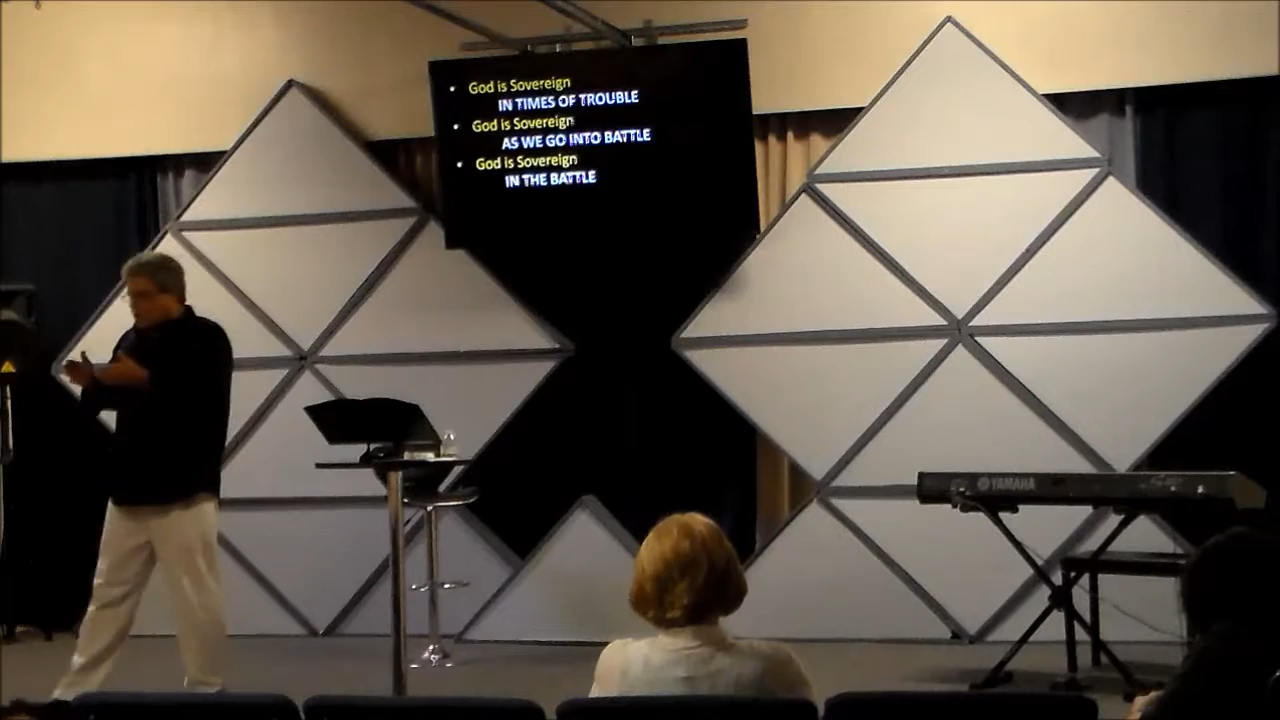 • God is Sovereign
IN TIMES OF TROUBLE
• God is Sovereign
AS WE GO INTO BATTLE
• God is Sovereign
IN THE BATTLE
YAMAHA